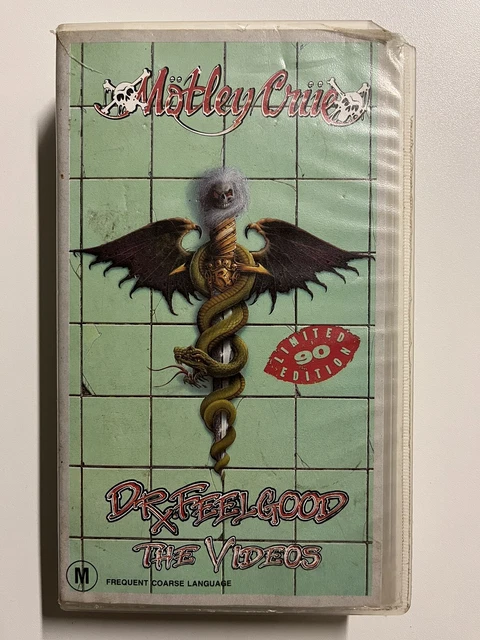 Mötley Crüe
LIMITED
90
EDITION
DR. FEELGOOD
THE VIDEOS
M
FREQUENT COARSE LANGUAGE